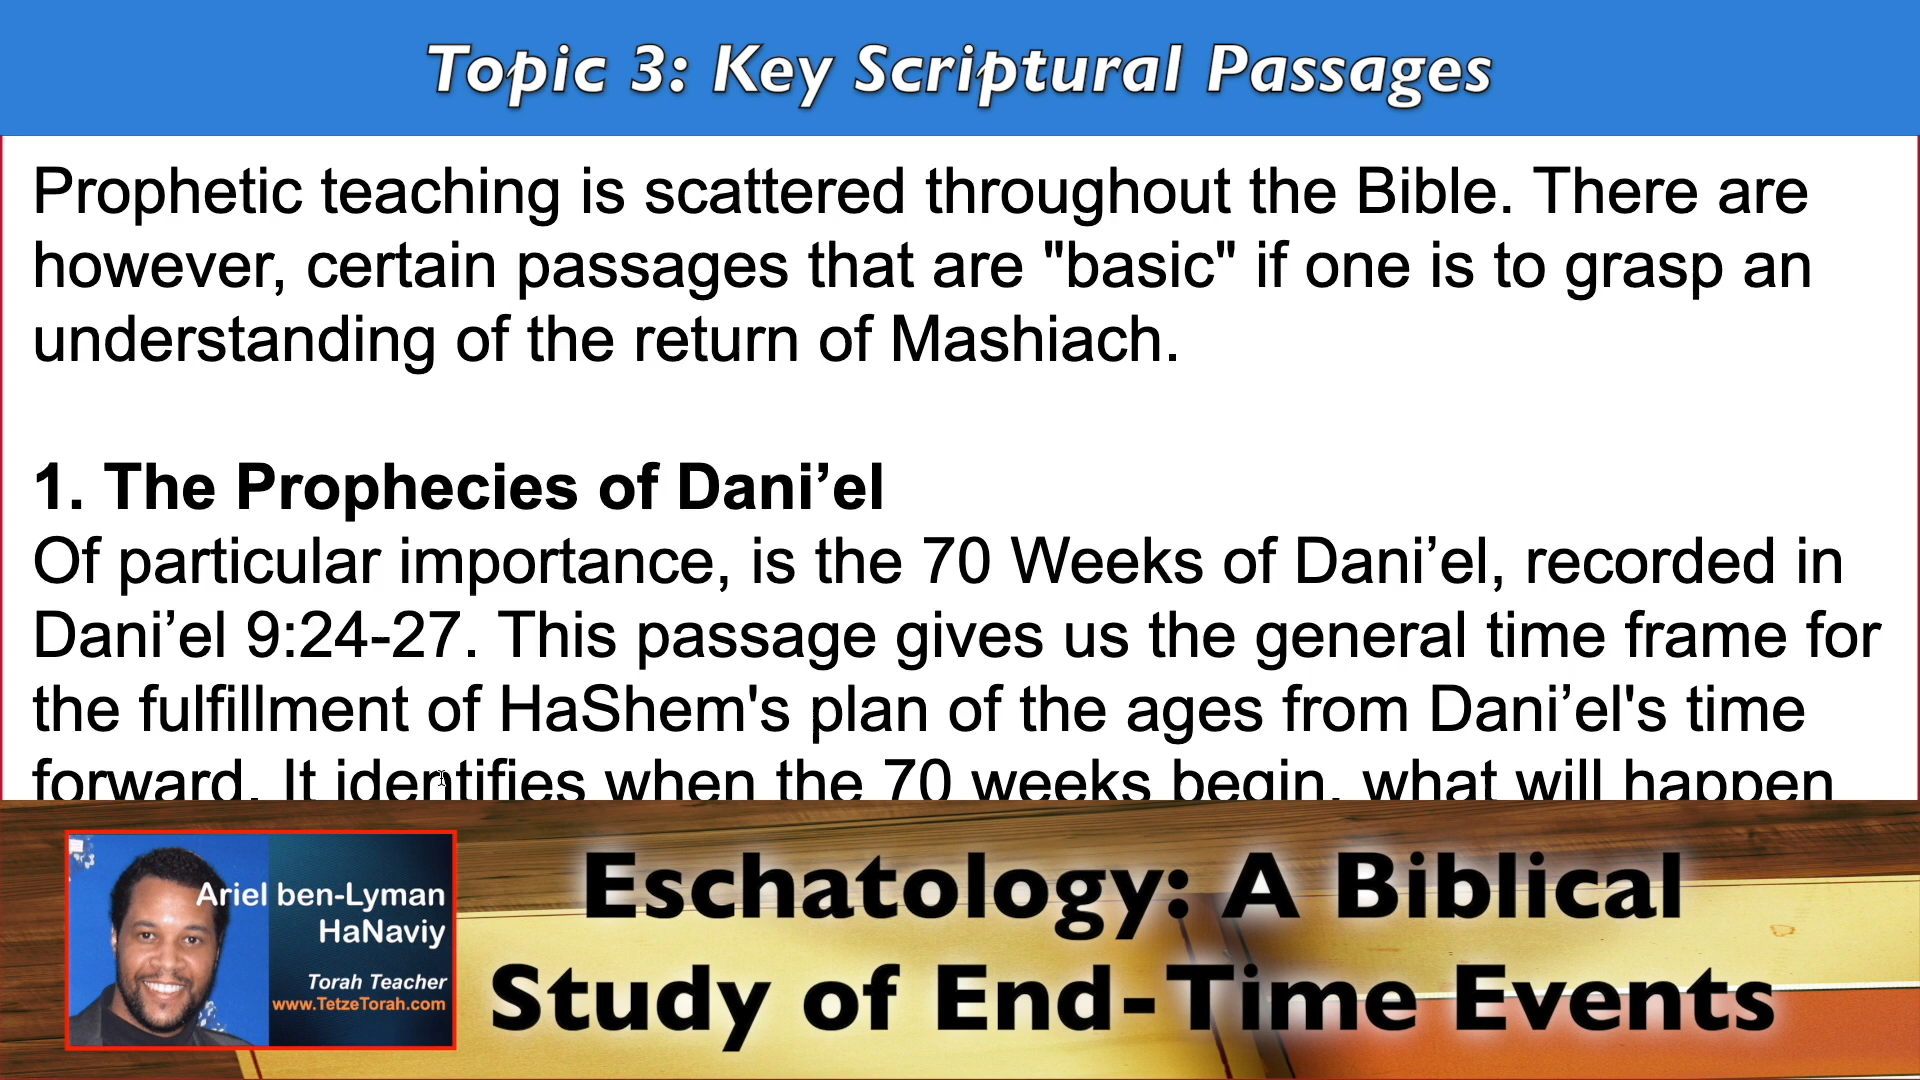 Topic 3: Key Scriptural Passages
Prophetic teaching is scattered throughout the Bible. There are
however, certain passages that are "basic" if one is to grasp an
understanding of the return of Mashiach.
1. The Prophecies of Dani’el
Of particular importance, is the 70 Weeks of Dani’el, recorded in
Dani’el 9:24-27. This passage gives us the general time frame for
the fulfillment of HaShem's plan of the ages from Dani’el's time
forward. It identifies when the 70 weeks begin, what will happen
Ariel ben-Lyman
HaNaviy
Torah Teacher
www.TetzeTorah.com
Eschatology: A Biblical
Study of End-Time Events